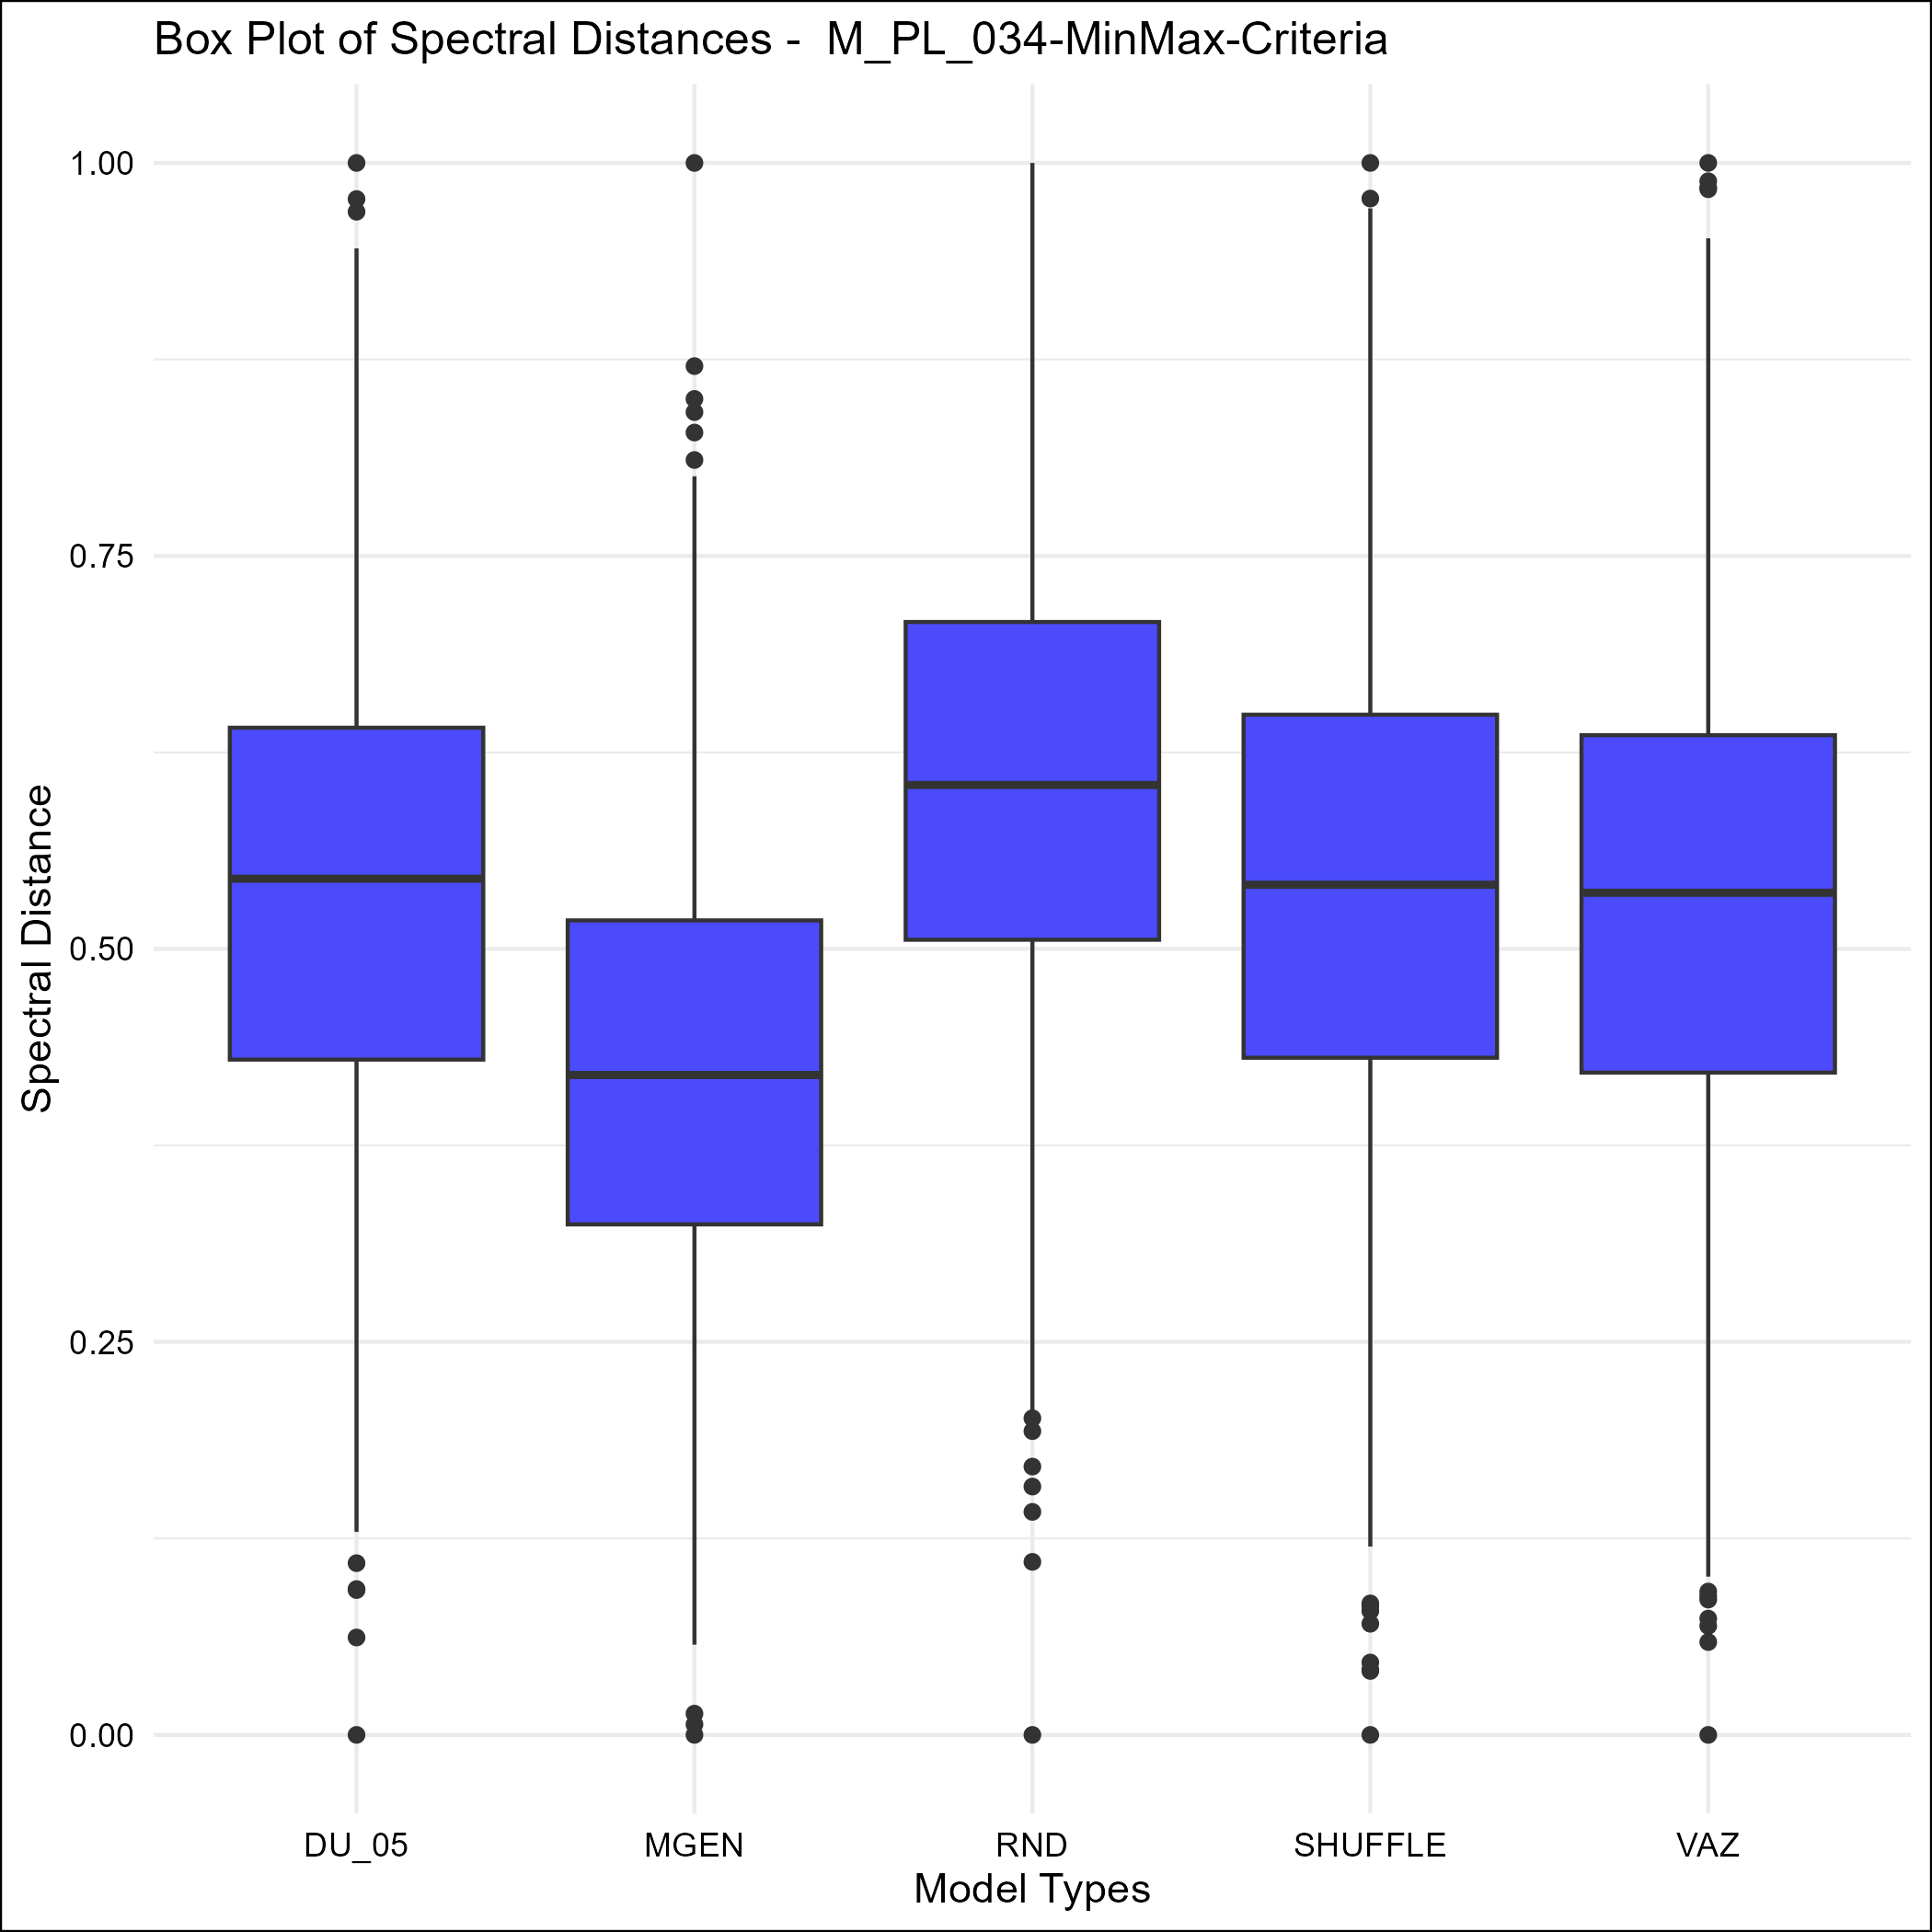 Box Plot of Spectral Distances -  M_PL_034-MinMax-Criteria
Spectral Distance
1.00
0.75
0.50
0.25
0.00
DU_05
MGEN
RND
SHUFFLE
VAZ
Model Types